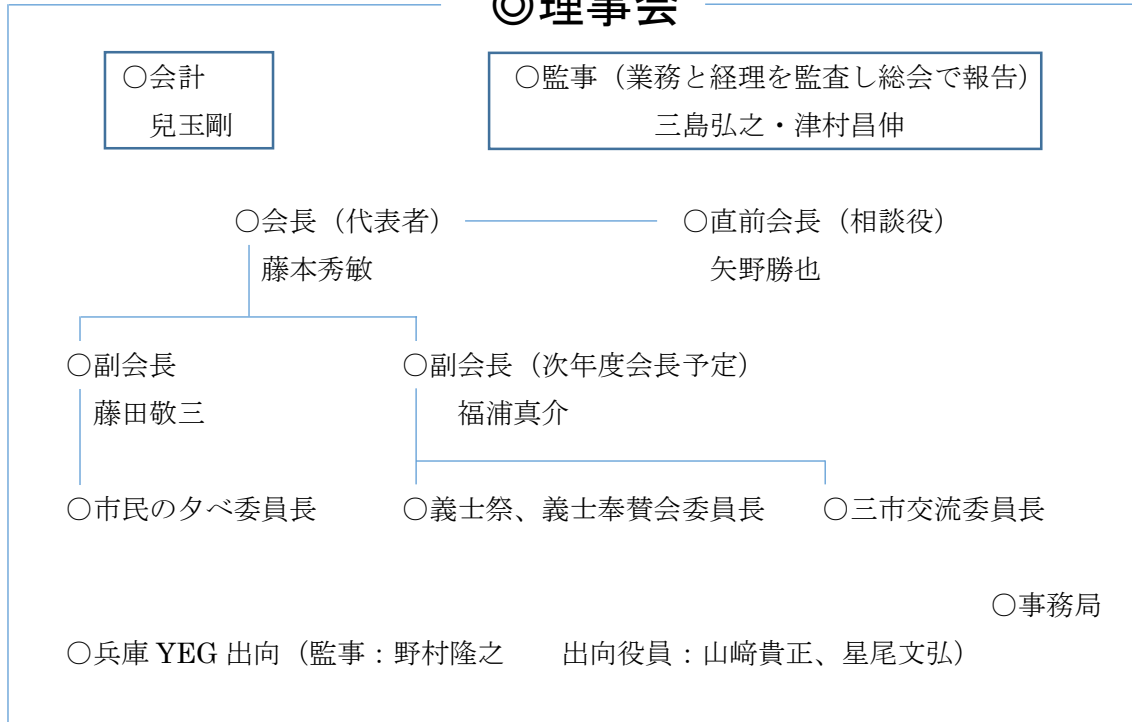 ◎理事会
○会計
兒玉剛
○監事（業務と経理を監査し総会で報告）
三島弘之・津村昌伸
○会長（代表者）
藤本秀敏
○直前会長（相談役）
矢野勝也
○副会長
藤田敬三
○副会長（次年度会長予定）
福浦真介
○市民の夕べ委員長
○義士祭、義士奉賛会委員長
○三市交流委員長
○事務局
○兵庫 YEG 出向（監事：野村隆之　　出向役員：山﨑貴正、星尾文弘）